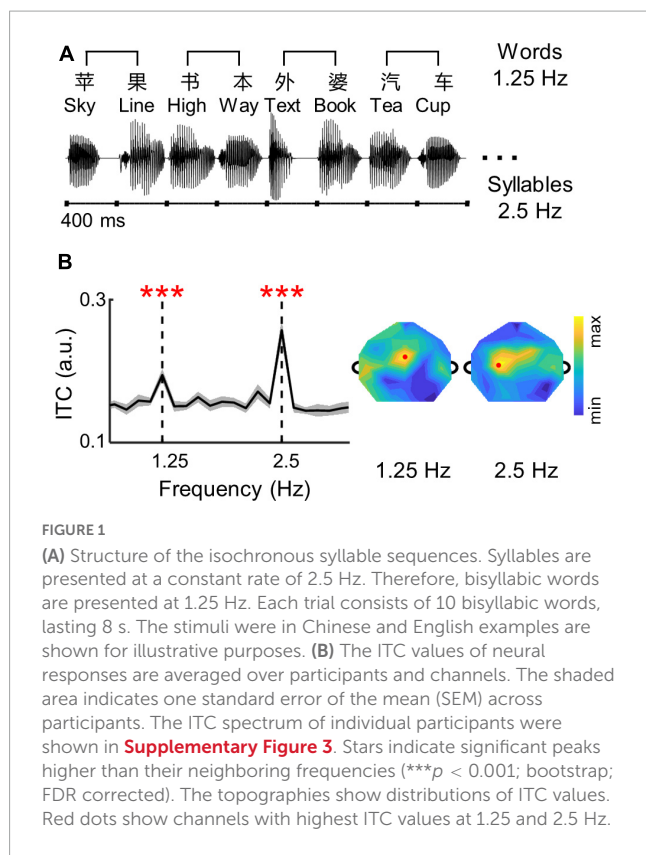 A
Words
苹 果 书 本 外 婆 汽 车
1.25 Hz
Sky Line High Way Text Book Tea Cup
...
Syllables
2.5 Hz
400 ms
B
*** ***
0.3
ITC (a.u.)
0.1
1.25 2.5
Frequency (Hz)
1.25 Hz 2.5 Hz
max
min
FIGURE 1
(A) Structure of the isochronous syllable sequences. Syllables are
presented at a constant rate of 2.5 Hz. Therefore, bisyllabic words
are presented at 1.25 Hz. Each trial consists of 10 bisyllabic words,
lasting 8 s. The stimuli were in Chinese and English examples are
shown for illustrative purposes. (B) The ITC values of neural
responses are averaged over participants and channels. The shaded
area indicates one standard error of the mean (SEM) across
participants. The ITC spectrum of individual participants were
shown in Supplementary Figure 3. Stars indicate significant peaks
higher than their neighboring frequencies (***p < 0.001; bootstrap;
FDR corrected). The topographies show distributions of ITC values.
Red dots show channels with highest ITC values at 1.25 and 2.5 Hz.